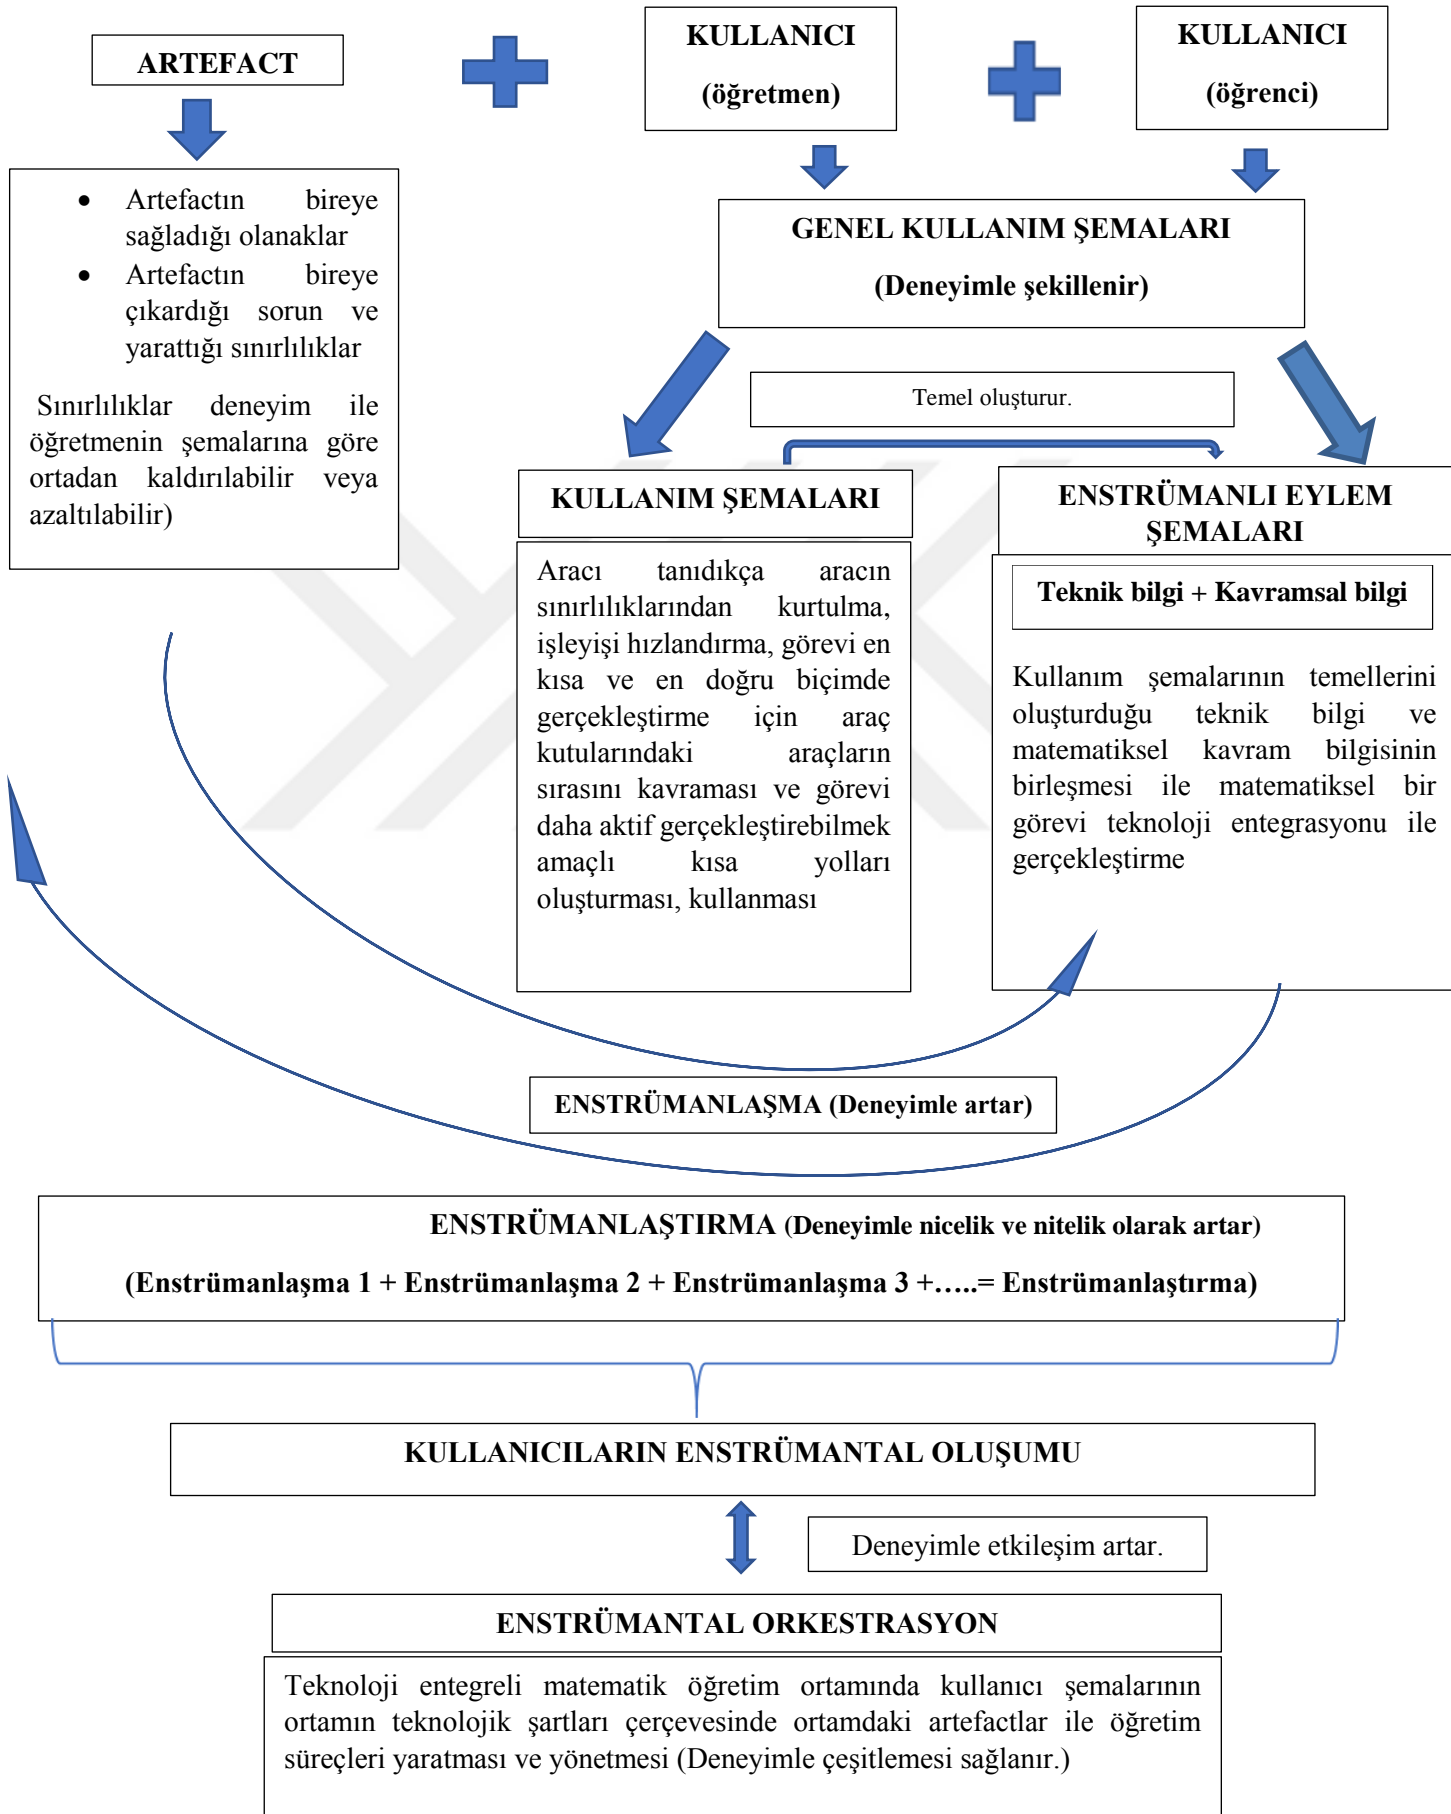 ARTEFACT
KULLANICI
(öğretmen)
KULLANICI
(öğrenci)
• Artefactın bireye
sağladığı olanaklar
• Artefactın bireye
çıkardığı sorun ve
yarattığı sınırlılıklar
Sınırlılıklar deneyim ile
öğretmenin şemalarına göre
ortadan kaldırılabilir veya
azaltılabilir)
GENEL KULLANIM ŞEMALARI
(Deneyimle şekillenir)
Temel oluşturur.
KULLANIM ŞEMALARI
Aracı tanıdıkça aracın
sınırlılıklarından kurtulma,
işleyişi hızlandırma, görevi en
kısa ve en doğru biçimde
gerçekleştirme için araç
kutularındaki araçların
sırasını kavraması ve görevi
daha aktif gerçekleştirebilmek
amaçlı kısa yolları
oluşturması, kullanması
ENSTRÜMANLI EYLEM
ŞEMALARI
Teknik bilgi + Kavramsal bilgi
Kullanım şemalarının temellerini
oluşturduğu teknik bilgi ve
matematiksel kavram bilgisinin
birleşmesi ile matematiksel bir
görevi teknoloji entegrasyonu ile
gerçekleştirme
ENSTRÜMANLAŞMA (Deneyimle artar)
ENSTRÜMANLAŞTIRMA (Deneyimle nicelik ve nitelik olarak artar)
(Enstrümanlaşma 1 + Enstrümanlaşma 2 + Enstrümanlaşma 3 +…..= Enstrümanlaştırma)
KULLANICILARIN ENSTRÜMANTAL OLUŞUMU
Deneyimle etkileşim artar.
ENSTRÜMANTAL ORKESTRASYON
Teknoloji entegreli matematik öğretim ortamında kullanıcı şemalarının
ortamın teknolojik şartları çerçevesinde ortamdaki artefactlar ile öğretim
süreçleri yaratması ve yönetmesi (Deneyimle çeşitlemesi sağlanır.)